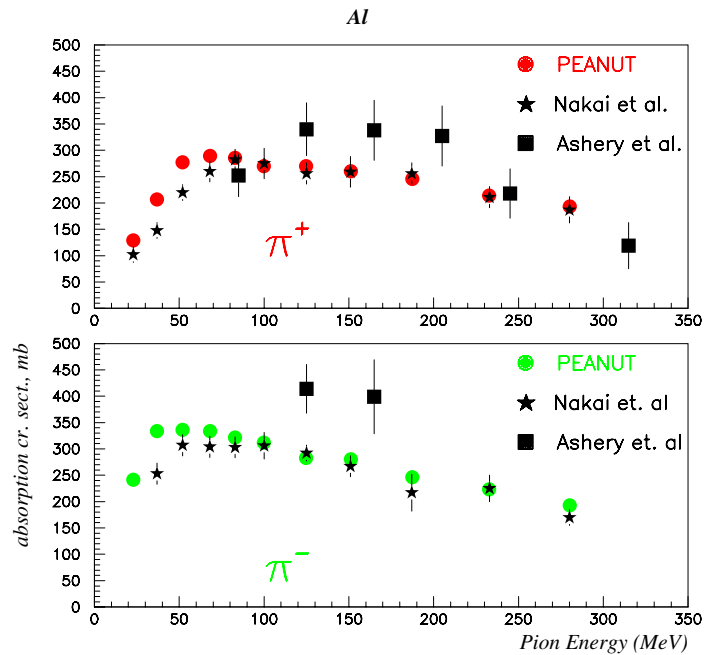 Al
500
450
400
350
300
250
200
150
100
50
0
PEANUT
Nakai et al.
Ashery et al.
π+
0 50 100 150 200 250 300 350
absorption cr. sect., mb
500
450
400
350
300
250
200
150
100
50
0
PEANUT
Nakai et. al
Ashery et. al
π−
0 50 100 150 200 250 300 350
Pion Energy (MeV)